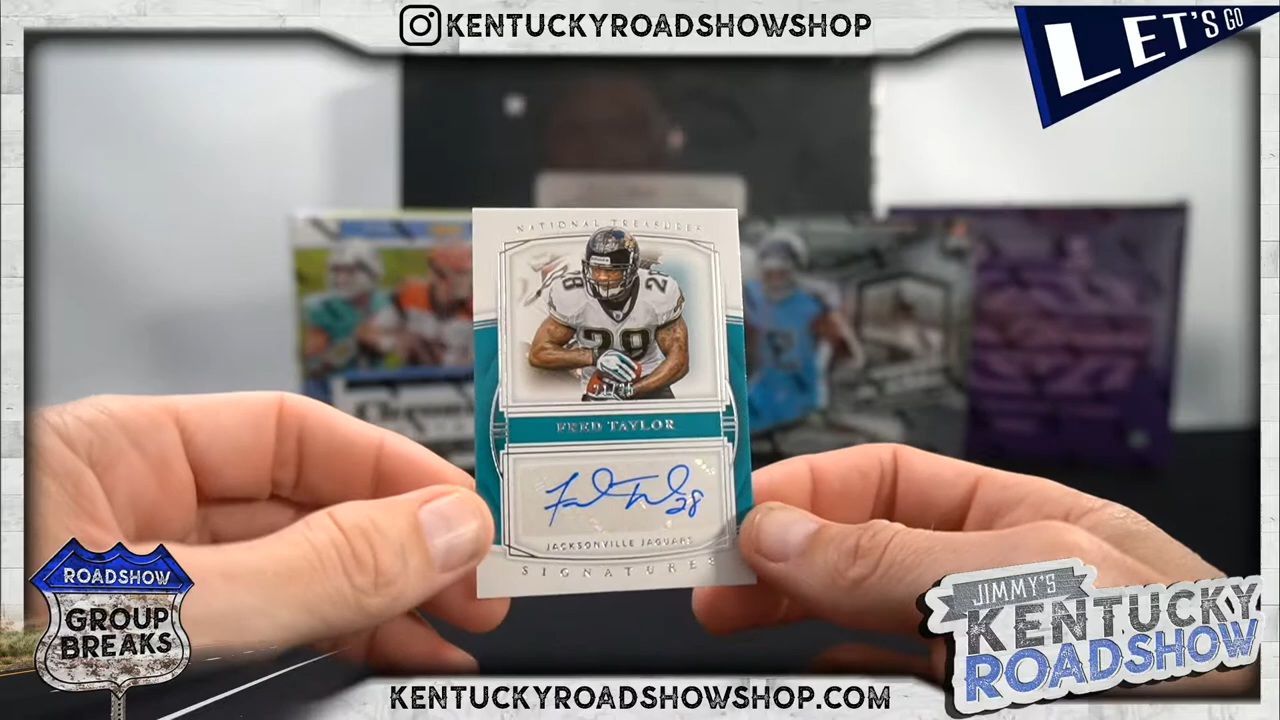 KENTUCKYROADSHOWSHOP
LET'S GO
NATIONAL TREASURES
28
FRED TAYLOR
28
JACKSONVILLE JAGUARS
SIGNATURES
ROADSHOW
GROUP
BREAKS
JIMMY'S
KENTUCKY
ROADSHOW
KENTUCKYROADSHOWSHOP.COM